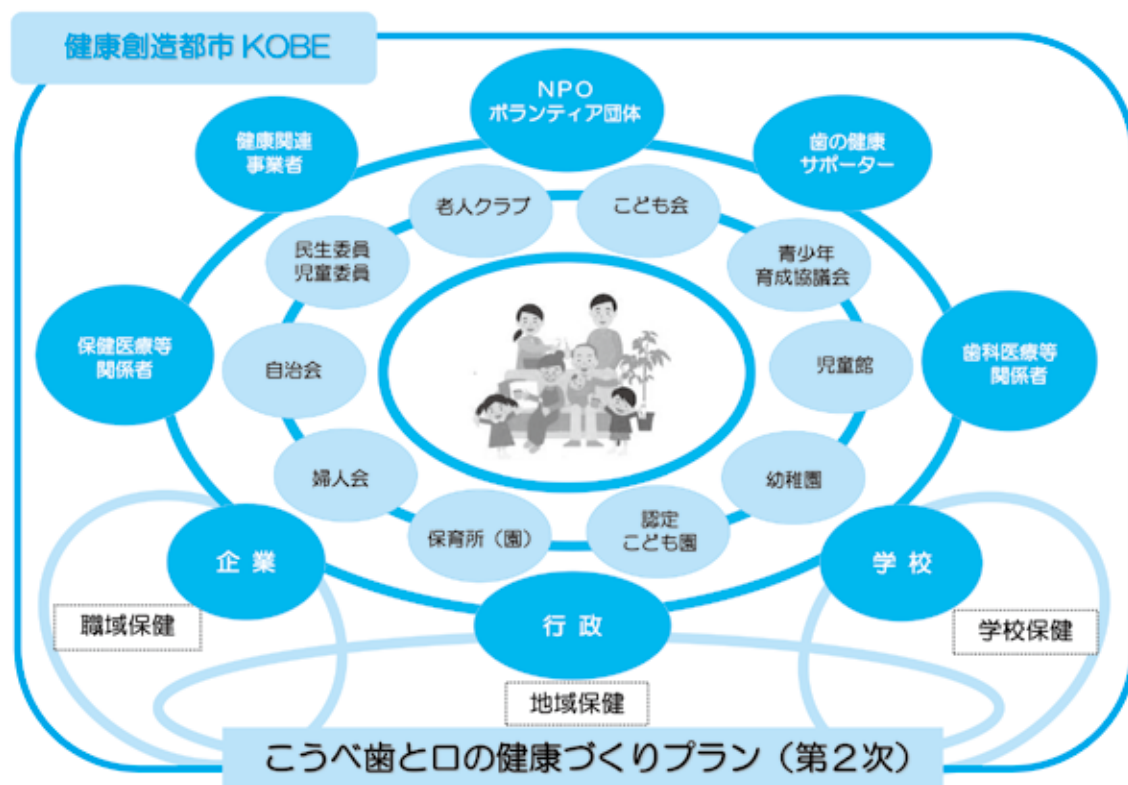 健康創造都市 KOBE
NPO
ボランティア団体
健康関連
事業者
歯の健康
サポーター
老人クラブ
こども会
民生委員
児童委員
青少年
育成協議会
保健医療等
関係者
自治会
児童館
歯科医療等
関係者
婦人会
幼稚園
保育所（園）
認定
こども園
企業
学校
行政
職域保健
学校保健
地域保健
こうべ歯と口の健康づくりプラン（第２次）